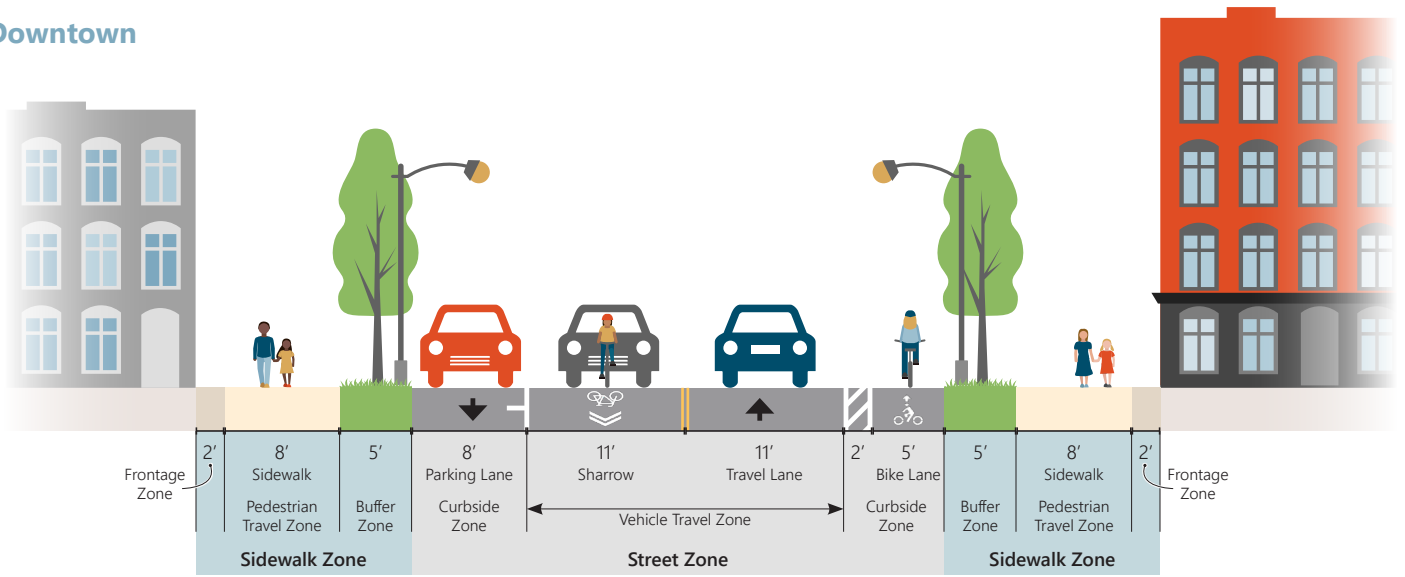 Downtown
2′ 8′ 5′ 8′ 11′ 11′ 2′ 5′ 5′ 8′ 2′
Frontage
Zone
Sidewalk
Parking Lane
Sharrow
Travel Lane
Bike Lane
Sidewalk
Frontage
Zone
Pedestrian
Travel Zone
Buffer
Zone
Curbside
Zone
Vehicle Travel Zone
Curbside
Zone
Buffer
Zone
Pedestrian
Travel Zone
Sidewalk Zone
Street Zone
Sidewalk Zone